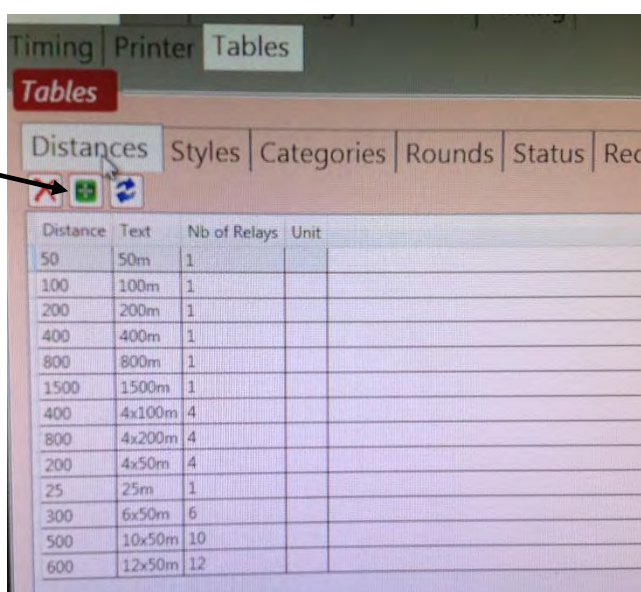 Timing Printer Tables
Tables
Distances Styles Categories Rounds Status Rec
Distance Text Nb of Relays Unit
50 50m 1
100 100m 1
200 200m 1
400 400m 1
800 800m 1
1500 1500m 1
400 4x100m 4
800 4x200m 4
200 4x50m 4
25 25m 1
300 6x50m 6
500 10x50m 10
600 12x50m 12